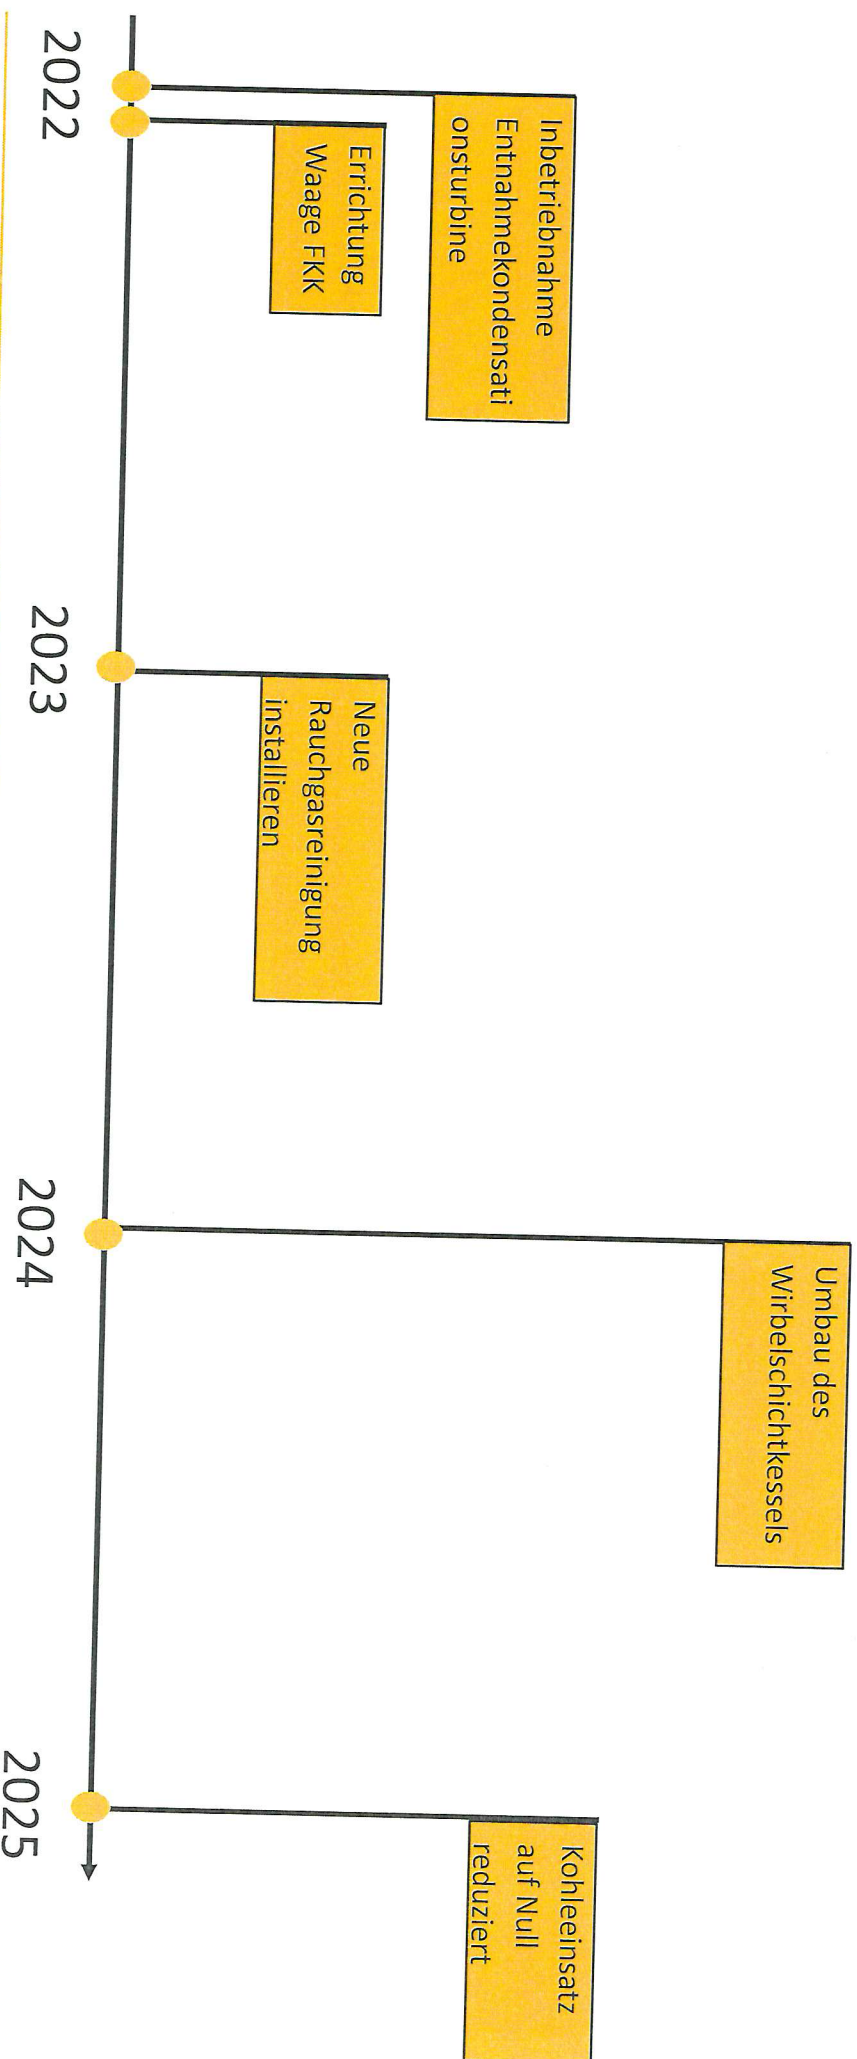 Inbetriebnahme
Entnahmekondensati
onsturbine
Errichtung
Waage FKK
Neue
Rauchgasreinigung
installieren
Umbau des
Wirbelschichtkessels
Kohleeinsatz
auf Null
reduziert
2022
2023
2024
2025